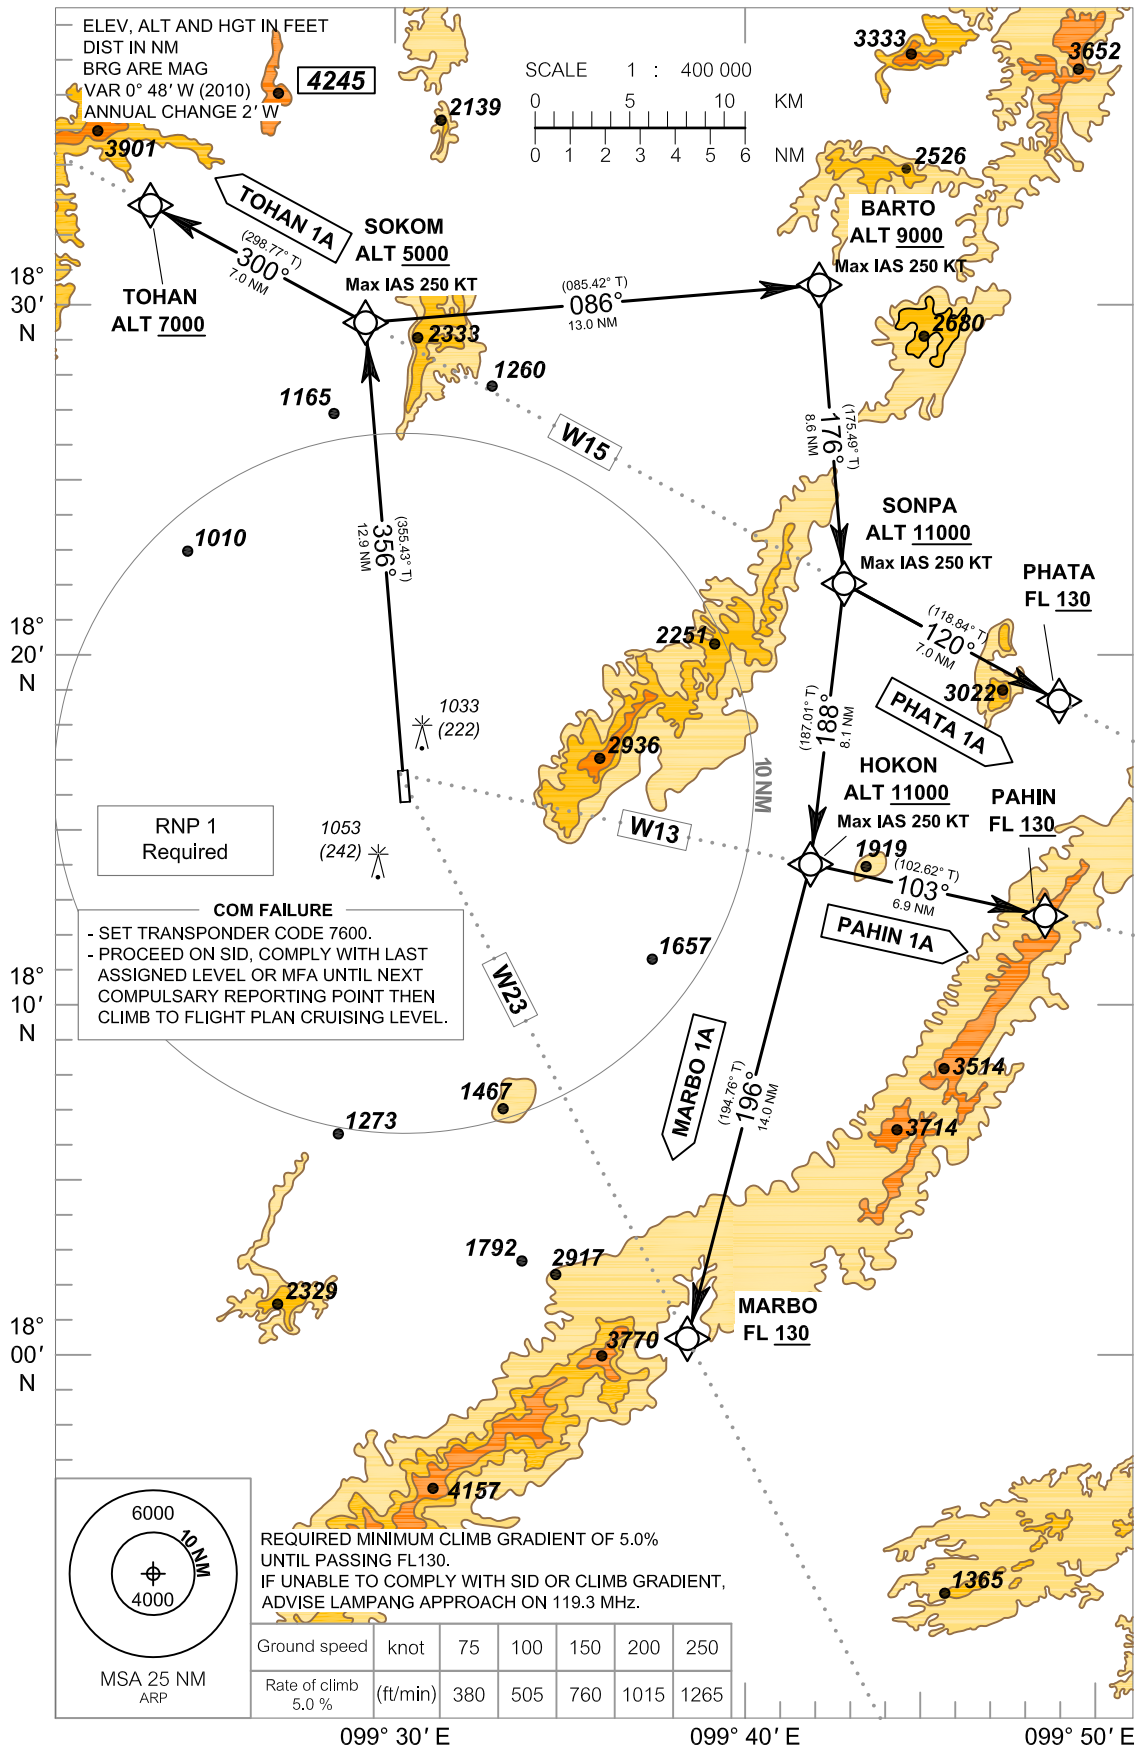 ELEV, ALT AND HGT IN FEET
DIST IN NM
BRG ARE MAG
VAR 0° 48′ W (2010)
ANNUAL CHANGE 2′ W
4245
3901
2139
SCALE 1 : 400 000
0 5 10 KM
0 1 2 3 4 5 6 NM
3333
3652
2526
TOHAN 1A
(298.77° T)
300°
7.0 NM
TOHAN
ALT 7000
SOKOM
ALT 5000
Max IAS 250 KT
BARTO
ALT 9000
Max IAS 250 KT
(085.42° T)
086°
13.0 NM
18°
30′
N
2333
2680
1260
1165
W15
(175.49° T)
176°
8.6 NM
1010
(355.43° T)
356°
12.9 NM
SONPA
ALT 11000
Max IAS 250 KT
PHATA
FL 130
(118.84° T)
120°
7.0 NM
18°
20′
N
2251
3022
PHATA 1A
1033
(222)
2936
(187.01° T)
188°
8.1 NM
10 NM
HOKON
ALT 11000
Max IAS 250 KT
PAHIN
FL 130
RNP 1
Required
1053
(242)
W13
1919
(102.62° T)
103°
6.9 NM
PAHIN 1A
COM FAILURE
- SET TRANSPONDER CODE 7600.
- PROCEED ON SID, COMPLY WITH LAST
ASSIGNED LEVEL OR MFA UNTIL NEXT
COMPULSARY REPORTING POINT THEN
CLIMB TO FLIGHT PLAN CRUISING LEVEL.
1657
W23
18°
10′
N
MARBO 1A
(194.76° T)
196°
14.0 NM
3514
3714
1467
1273
1792
2917
2329
MARBO
FL 130
18°
00′
N
3770
4157
1365
6000
10 NM
4000
MSA 25 NM
ARP
REQUIRED MINIMUM CLIMB GRADIENT OF 5.0%
UNTIL PASSING FL130.
IF UNABLE TO COMPLY WITH SID OR CLIMB GRADIENT,
ADVISE LAMPANG APPROACH ON 119.3 MHz.
Ground speed knot 75 100 150 200 250
Rate of climb
5.0 % (ft/min) 380 505 760 1015 1265
099° 30′ E 099° 40′ E 099° 50′ E